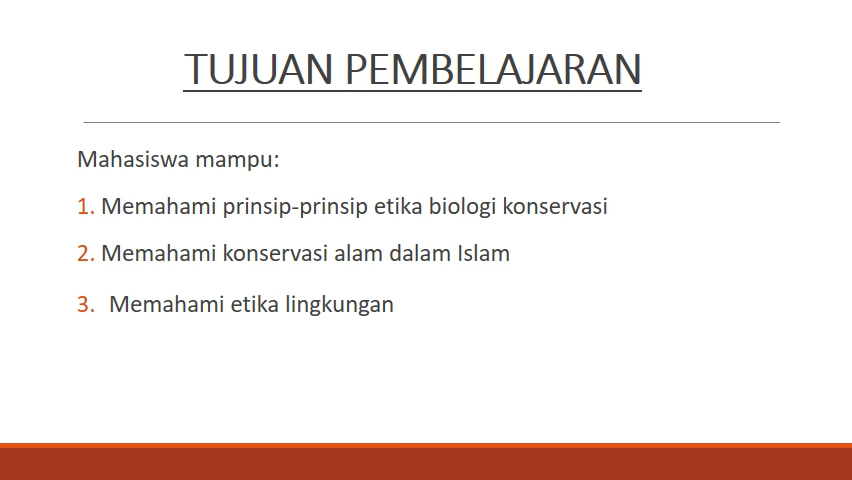 TUJUAN PEMBELAJARAN
Mahasiswa mampu:
1. Memahami prinsip-prinsip etika biologi konservasi
2. Memahami konservasi alam dalam Islam
3. Memahami etika lingkungan